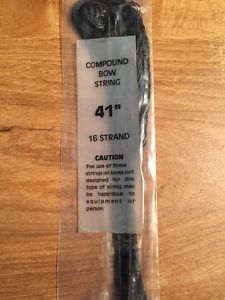 COMPOUND
BOW
STRING
41"
16 STRAND
CAUTION
The use of these
strings on bows not
designed for this
type of string may
be hazardous to
equipment or
person